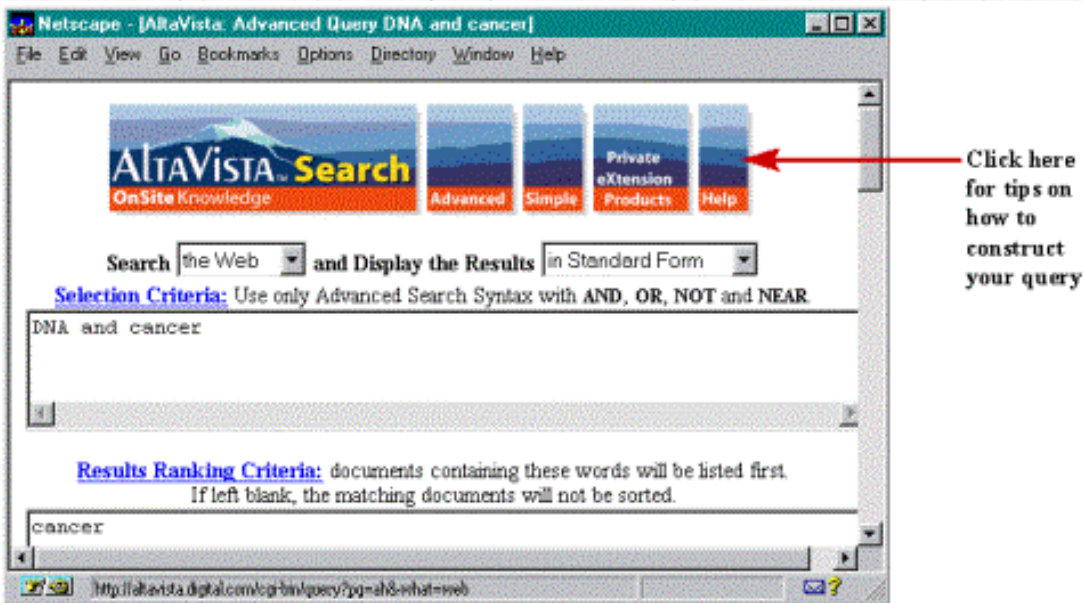 Netscape - [AltaVista: Advanced Query DNA and cancer]
File Edit View Go Bookmarks Options Directory Window Help
ALTAVISTA™ Search
OnSite Knowledge
Advanced
Simple
Private
eXtension
Products
Help
Click here
for tips on
how to
construct
your query
Search the Web and Display the Results in Standard Form
Selection Criteria: Use only Advanced Search Syntax with AND, OR, NOT and NEAR.
DNA and cancer
Results Ranking Criteria: documents containing these words will be listed first.
If left blank, the matching documents will not be sorted.
cancer
http://altavista.digital.com/cgi-bin/query?pg=ah&what=web